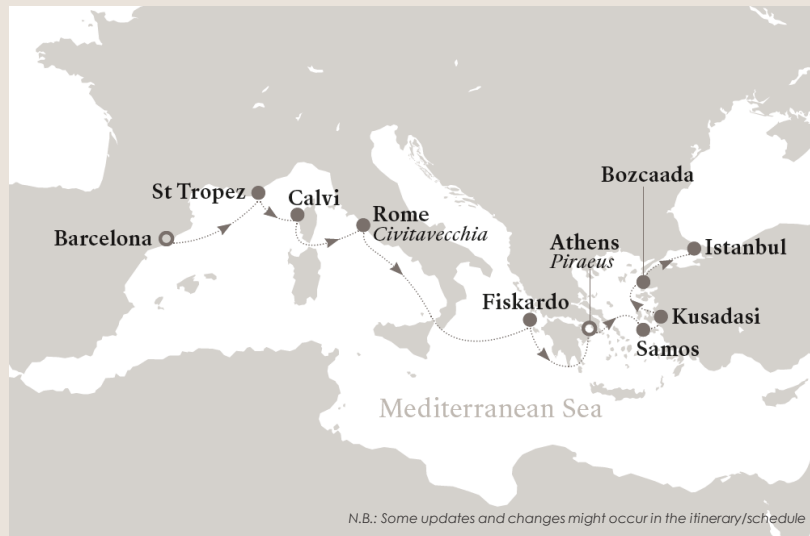 Bozcaada
St Tropez
Calvi
Rome
Civitavecchia
Barcelona
Athens
Piraeus
Istanbul
Fiskardo
Kusadasi
Samos
Mediterranean Sea
N.B.: Some updates and changes might occur in the itinerary/schedule